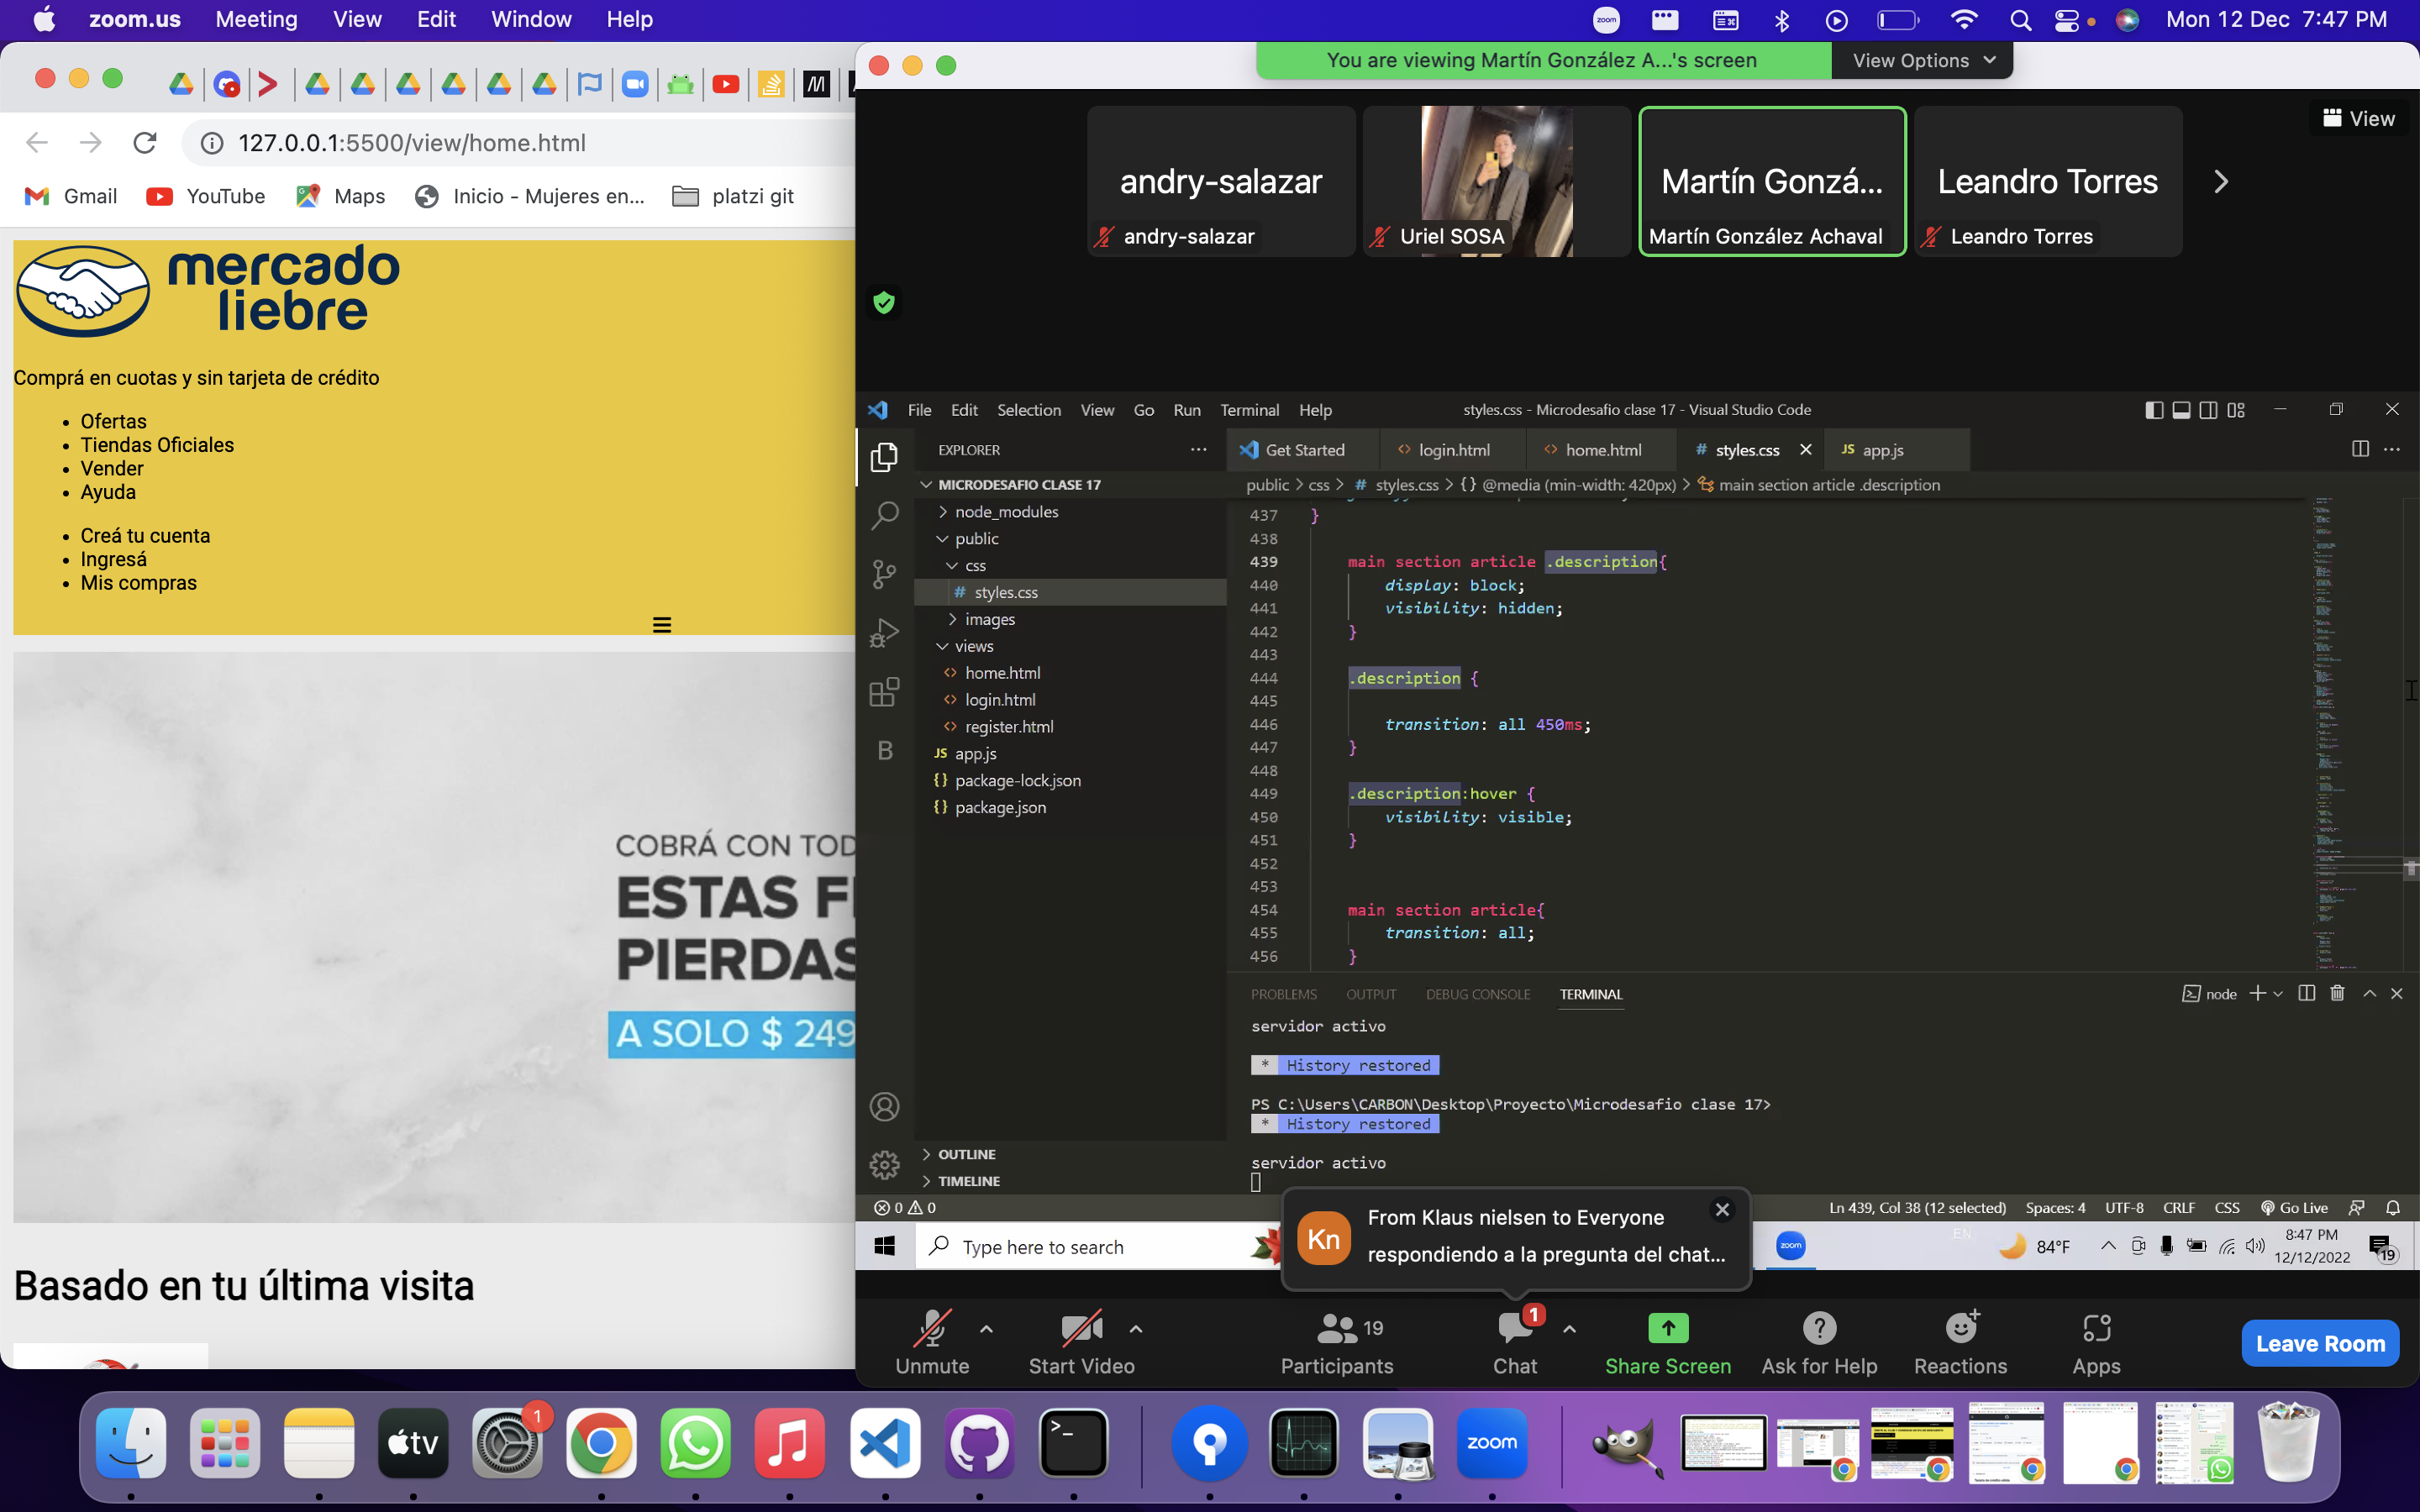 zoom.us Meeting View Edit Window Help
zoom
Mon 12 Dec 7:47 PM
127.0.0.1:5500/view/home.html
Gmail YouTube Maps Inicio - Mujeres en... platzi git
mercado
liebre
Comprá en cuotas y sin tarjeta de crédito
Ofertas
Tiendas Oficiales
Vender
Ayuda
Creá tu cuenta
Ingresá
Mis compras
COBRÁ CON TOD
ESTAS F
PIERDAS
A SOLO $ 249
Basado en tu última visita
You are viewing Martín González A...'s screen
View Options
View
andry-salazar
andry-salazar
Uriel SOSA
Martín Gonzá...
Martín González Achaval
Leandro Torres
Leandro Torres
File Edit Selection View Go Run Terminal Help
styles.css - Microdesafio clase 17 - Visual Studio Code
EXPLORER
MICRODESAFIO CLASE 17
node_modules
public
css
# styles.css
images
views
<> home.html
<> login.html
<> register.html
JS app.js
{} package-lock.json
{} package.json
OUTLINE
TIMELINE
Get Started <> login.html <> home.html # styles.css JS app.js
public > css > # styles.css > {} @media (min-width: 420px) > main section article .description
437 }
438
439 main section article .description{
440 display: block;
441 visibility: hidden;
442 }
443
444 .description {
445
446 transition: all 450ms;
447 }
448
449 .description:hover {
450 visibility: visible;
451 }
452
453
454 main section article{
455 transition: all;
456 }
PROBLEMS OUTPUT DEBUG CONSOLE TERMINAL
node
servidor activo
* History restored
PS C:\Users\CARBON\Desktop\Proyecto\Microdesafio clase 17>
* History restored
servidor activo
0 0
Ln 439, Col 38 (12 selected) Spaces: 4 UTF-8 CRLF CSS Go Live
Type here to search
zoom
EN
84°F
8:47 PM
12/12/2022
19
Kn
From Klaus nielsen to Everyone
respondiendo a la pregunta del chat...
Unmute
Start Video
19
Participants
1
Chat
Share Screen
Ask for Help
Reactions
Apps
Leave Room
tv
1
zoom